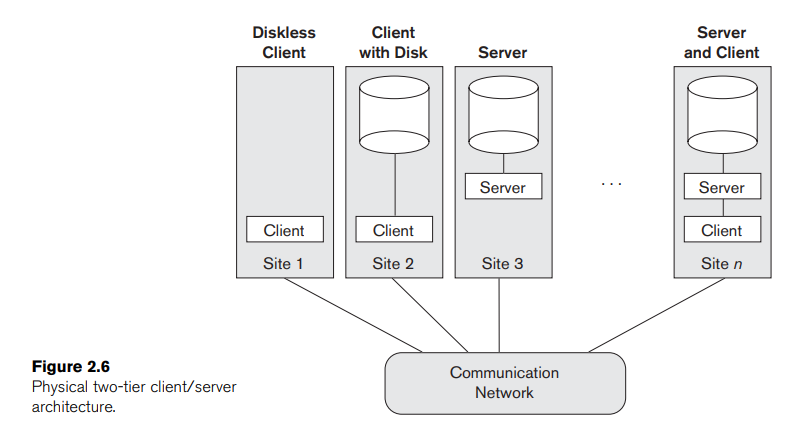 Diskless
Client
Client
with Disk
Server
Server
and Client
Client
Site 1
Client
Site 2
Server
Site 3
. . .
Server
Client
Site n
Communication
Network
Figure 2.6
Physical two-tier client/server
architecture.